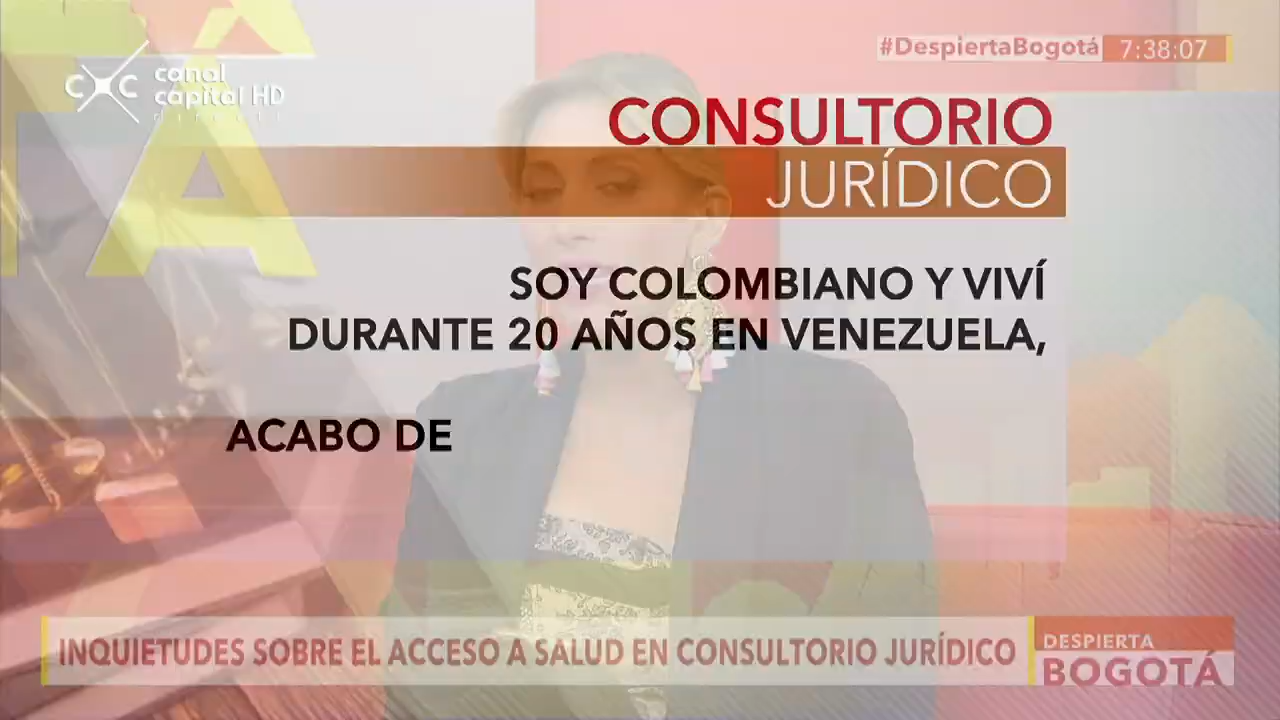 canal
capital HD
directo
#DespiertaBogotá 7:38:07
CONSULTORIO
JURÍDICO
SOY COLOMBIANO Y VIVÍ
DURANTE 20 AÑOS EN VENEZUELA,
ACABO DE
INQUIETUDES SOBRE EL ACCESO A SALUD EN CONSULTORIO JURÍDICO
DESPIERTA
BOGOTÁ